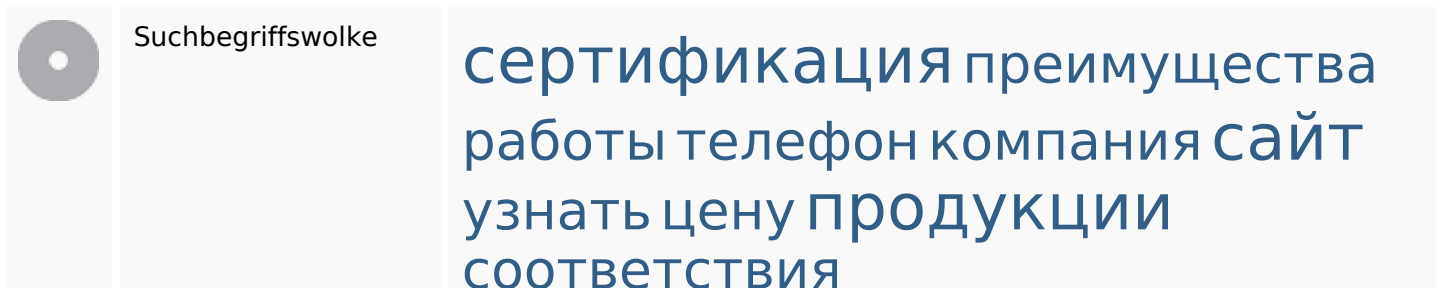 Suchbegriffswolke
сертификация преимущества
работы телефон компания сайт
узнать цену продукции
соответствия